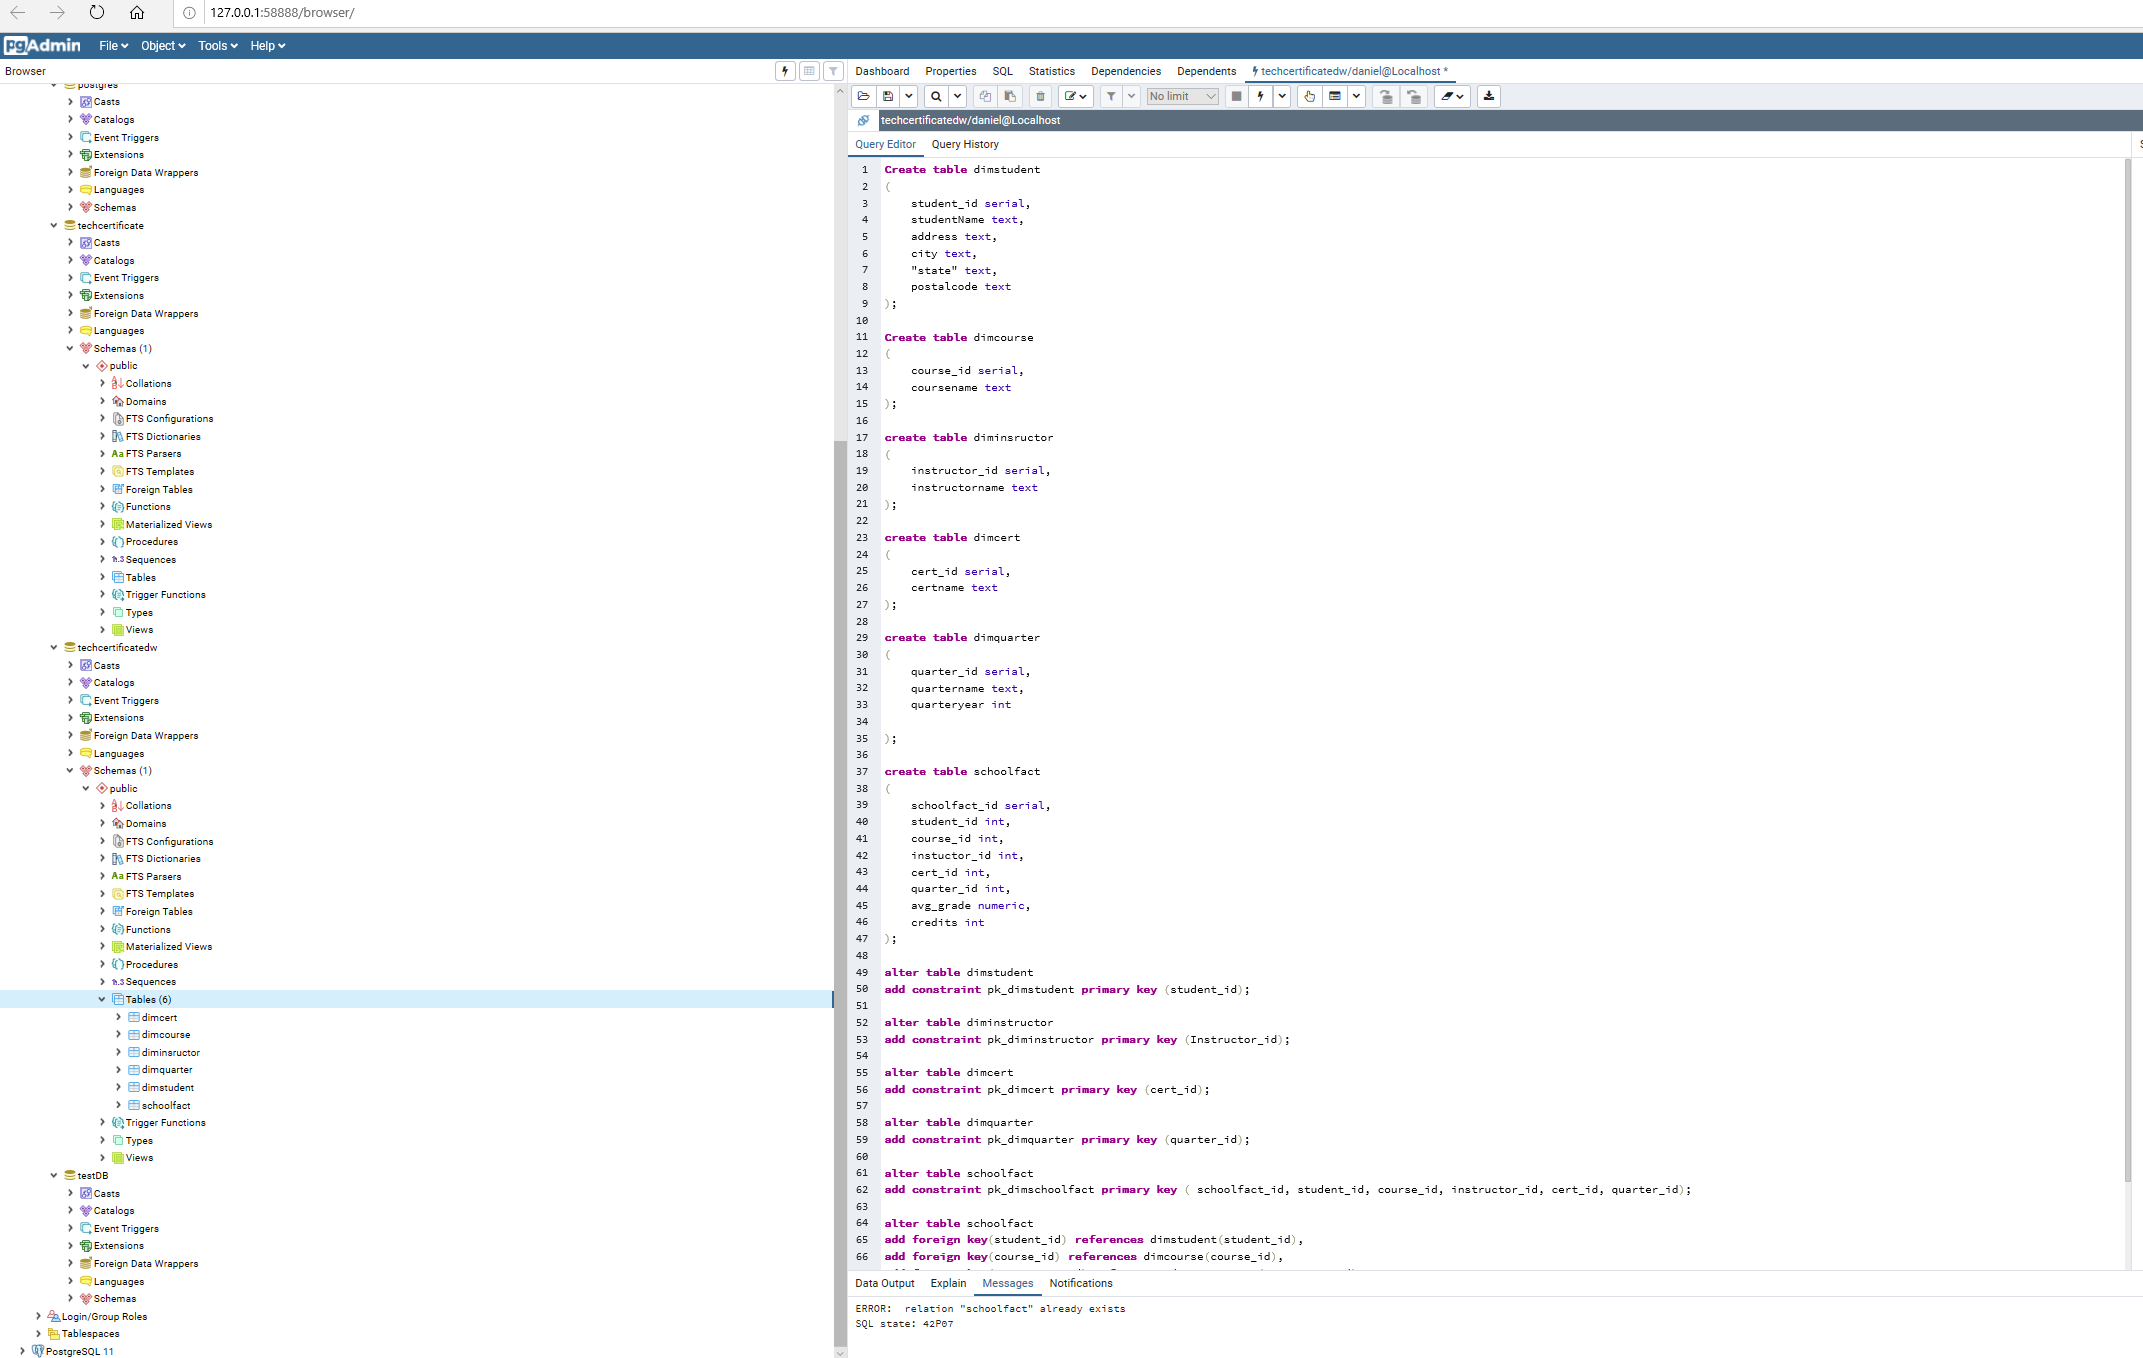 127.0.0.1:58888/browser/
pgAdmin File Object Tools Help
Browser
Dashboard Properties SQL Statistics Dependencies Dependents techcertificatedw/daniel@Localhost *
No limit
techcertificatedw/daniel@Localhost
Query Editor Query History
postgres
Casts
Catalogs
Event Triggers
Extensions
Foreign Data Wrappers
Languages
Schemas
techcertificate
Casts
Catalogs
Event Triggers
Extensions
Foreign Data Wrappers
Languages
Schemas (1)
public
Collations
Domains
FTS Configurations
FTS Dictionaries
Aa FTS Parsers
FTS Templates
Foreign Tables
Functions
Materialized Views
Procedures
1..3 Sequences
Tables
Trigger Functions
Types
Views
techcertificatedw
Casts
Catalogs
Event Triggers
Extensions
Foreign Data Wrappers
Languages
Schemas (1)
public
Collations
Domains
FTS Configurations
FTS Dictionaries
Aa FTS Parsers
FTS Templates
Foreign Tables
Functions
Materialized Views
Procedures
1..3 Sequences
Tables (6)
dimcert
dimcourse
diminsructor
dimquarter
dimstudent
schoolfact
Trigger Functions
Types
Views
testDB
Casts
Catalogs
Event Triggers
Extensions
Foreign Data Wrappers
Languages
Schemas
Login/Group Roles
Tablespaces
PostgreSQL 11
1 Create table dimstudent
2 (
3 student_id serial,
4 studentName text,
5 address text,
6 city text,
7 "state" text,
8 postalcode text
9 );
10
11 Create table dimcourse
12 (
13 course_id serial,
14 coursename text
15 );
16
17 create table diminsructor
18 (
19 instructor_id serial,
20 instructorname text
21 );
22
23 create table dimcert
24 (
25 cert_id serial,
26 certname text
27 );
28
29 create table dimquarter
30 (
31 quarter_id serial,
32 quartername text,
33 quarteryear int
34
35 );
36
37 create table schoolfact
38 (
39 schoolfact_id serial,
40 student_id int,
41 course_id int,
42 instuctor_id int,
43 cert_id int,
44 quarter_id int,
45 avg_grade numeric,
46 credits int
47 );
48
49 alter table dimstudent
50 add constraint pk_dimstudent primary key (student_id);
51
52 alter table diminstructor
53 add constraint pk_diminstructor primary key (Instructor_id);
54
55 alter table dimcert
56 add constraint pk_dimcert primary key (cert_id);
57
58 alter table dimquarter
59 add constraint pk_dimquarter primary key (quarter_id);
60
61 alter table schoolfact
62 add constraint pk_dimschoolfact primary key ( schoolfact_id, student_id, course_id, instructor_id, cert_id, quarter_id);
63
64 alter table schoolfact
65 add foreign key(student_id) references dimstudent(student_id),
66 add foreign key(course_id) references dimcourse(course_id),
Data Output Explain Messages Notifications
ERROR: relation "schoolfact" already exists
SQL state: 42P07